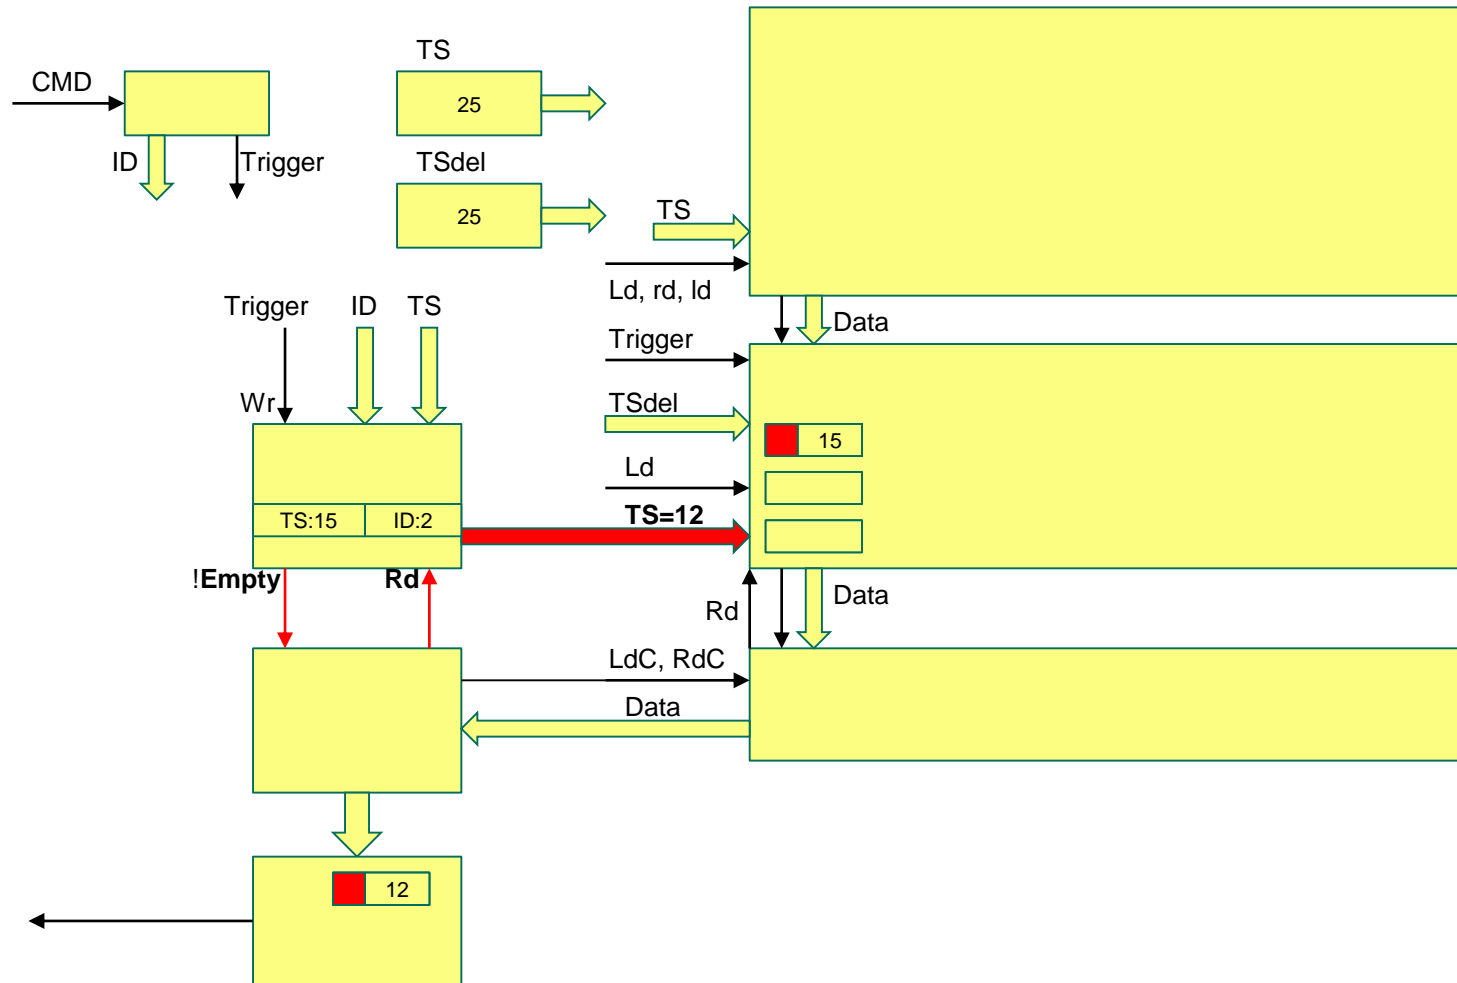 TS
CMD
25
ID
Trigger
TSdel
25
TS
Ld, rd, ld
Trigger
ID
TS
Data
Trigger
Wr
TSdel
15
Ld
TS:15
ID:2
TS=12
!Empty
Rd
Rd
Data
LdC, RdC
Data
12